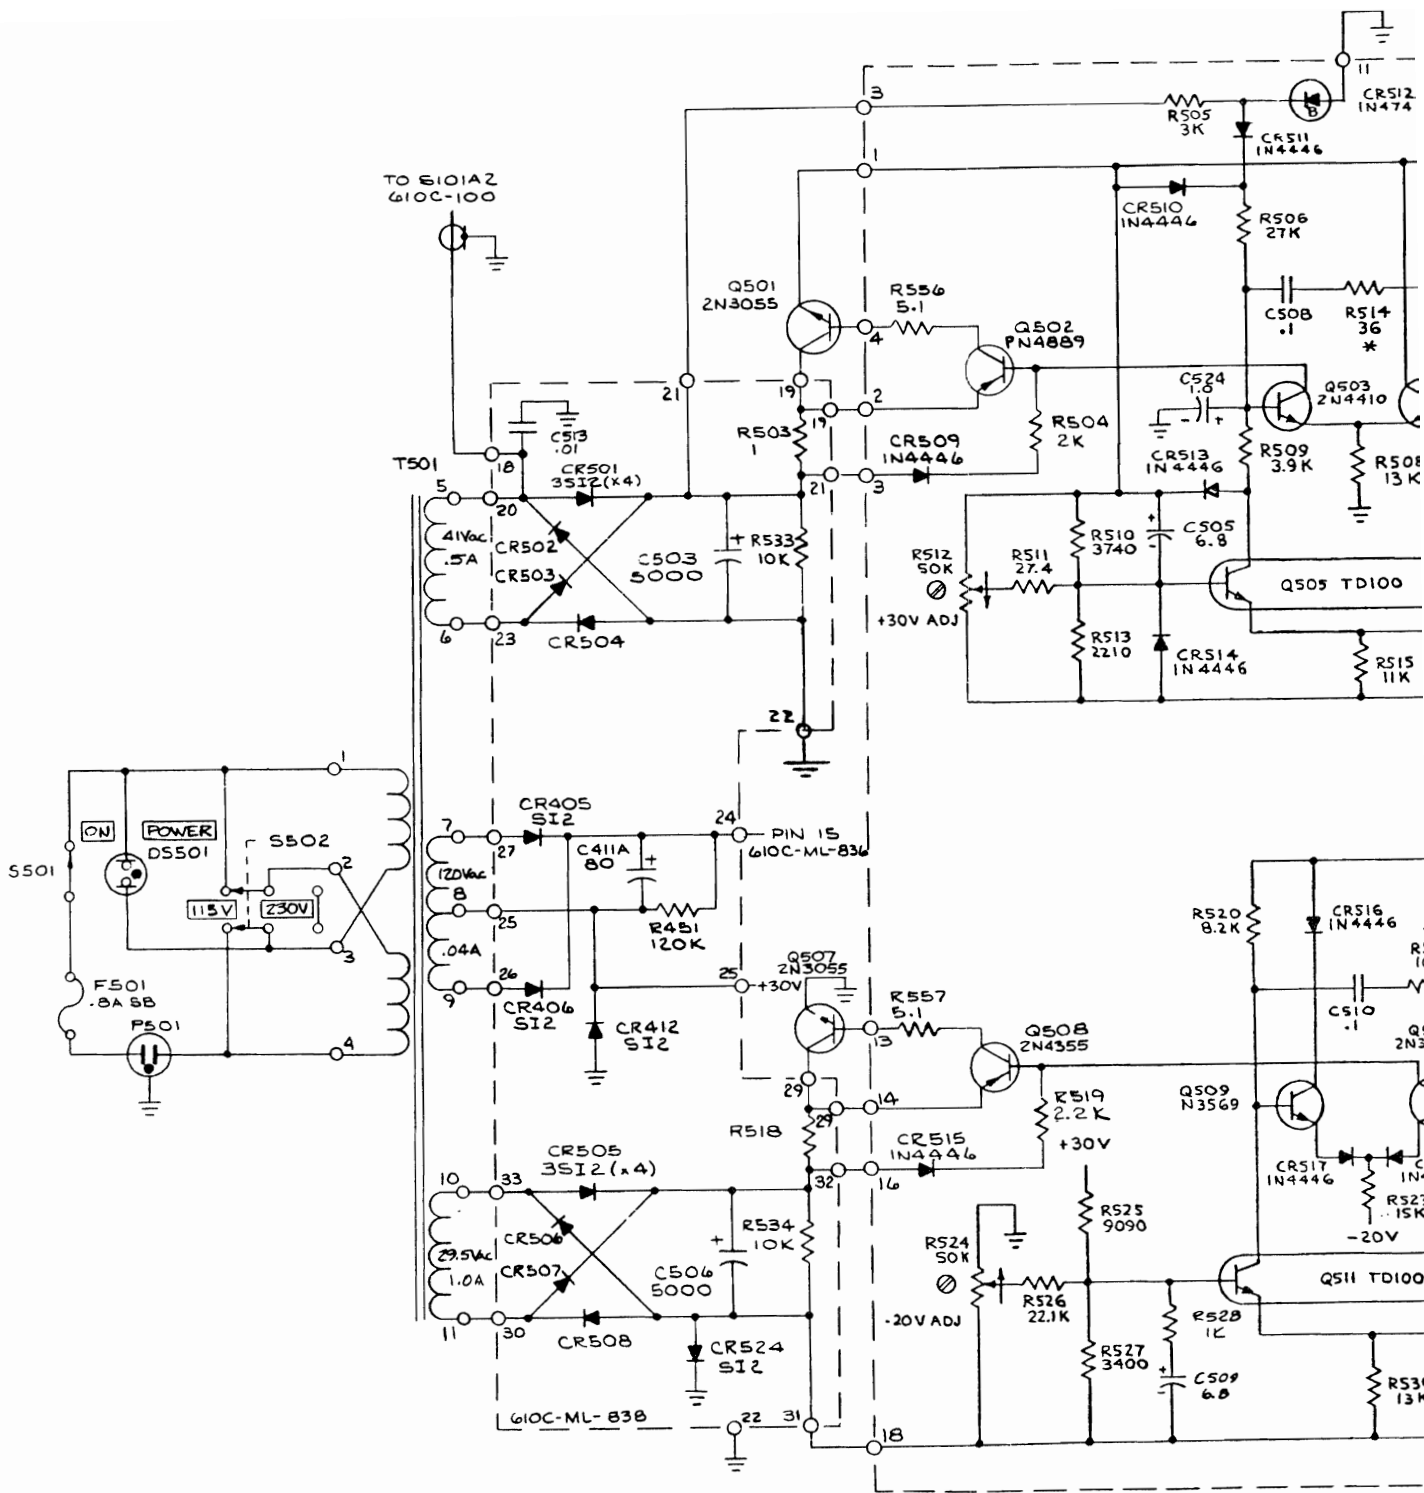 11
3
R505
3K
B
CR512
1N474
CR511
1N4446
1
TO S101A2
610C-100
CR510
1N4446
R506
27K
Q501
2N3055
R556
5.1
4
Q502
PN4889
C508
.1
R514
36
*
21
19
19
2
C524
1.0
- +
Q503
2N4410
C513
.01
R503
1
R504
2K
CR509
1N4446
R509
3.9K
R508
13K
T501
18
CR501
3SI2(x4)
21
3
CR513
1N4446
5
20
41Vac
.5A
CR502
CR503
C503
5000
+
R533
10K
R512
50K
R511
27.4
R510
3740
+
-
C505
6.8
Q505 TD100
+30V ADJ
6
23
CR504
R513
2210
CR514
1N4446
R515
11K
22
1
ON
POWER
DS501
S502
S501
2
115V
230V
3
F501
.8A SB
P501
4
7
27
CR405
SI2
24
PIN 15
610C-ML-836
C411A
80
+
120Vac
8
25
R451
120K
.04A
9
26
CR406
SI2
25
+30V
CR412
SI2
Q507
2N3055
R557
5.1
13
Q508
2N4355
R520
8.2K
CR516
1N4446
C510
.1
Q509
N3569
29
29
14
R518
R519
2.2K
+30V
CR505
3SI2(x4)
CR515
1N4446
32
16
CR517
1N4446
15K
-20V
10
33
29.5Vac
1.0A
CR506
CR507
C506
5000
+
R534
10K
R524
50K
R525
9090
R526
22.1K
-20V ADJ
Q511 TD100
R528
1K
11
30
CR508
CR524
SI2
R527
3400
+
-
C509
6.8
13K
610C-ML-838
22
31
18